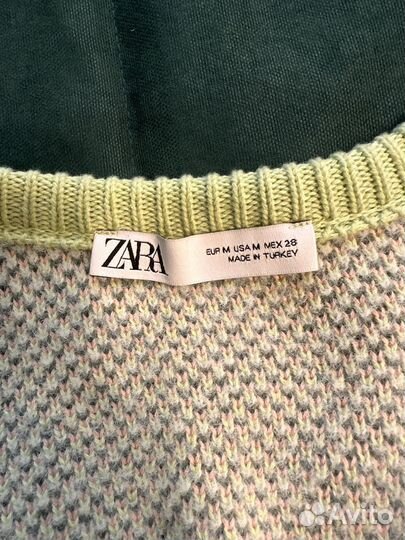 ZARA
EUR M USA M MEX 28
MADE IN TURKEY
Avito